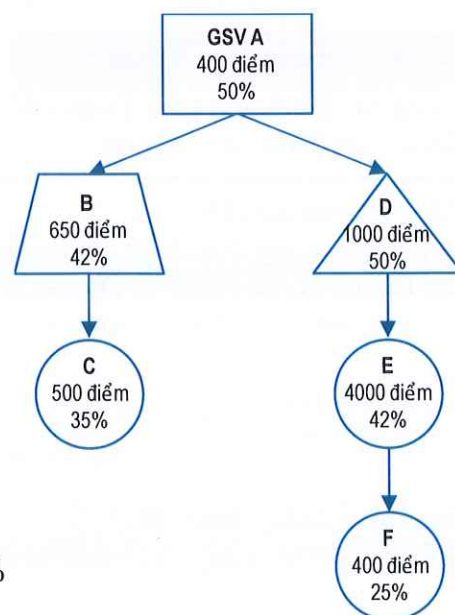 GSV A
400 điểm
50%
B
650 điểm
42%
D
1000 điểm
50%
C
500 điểm
35%
E
4000 điểm
42%
F
400 điểm
25%